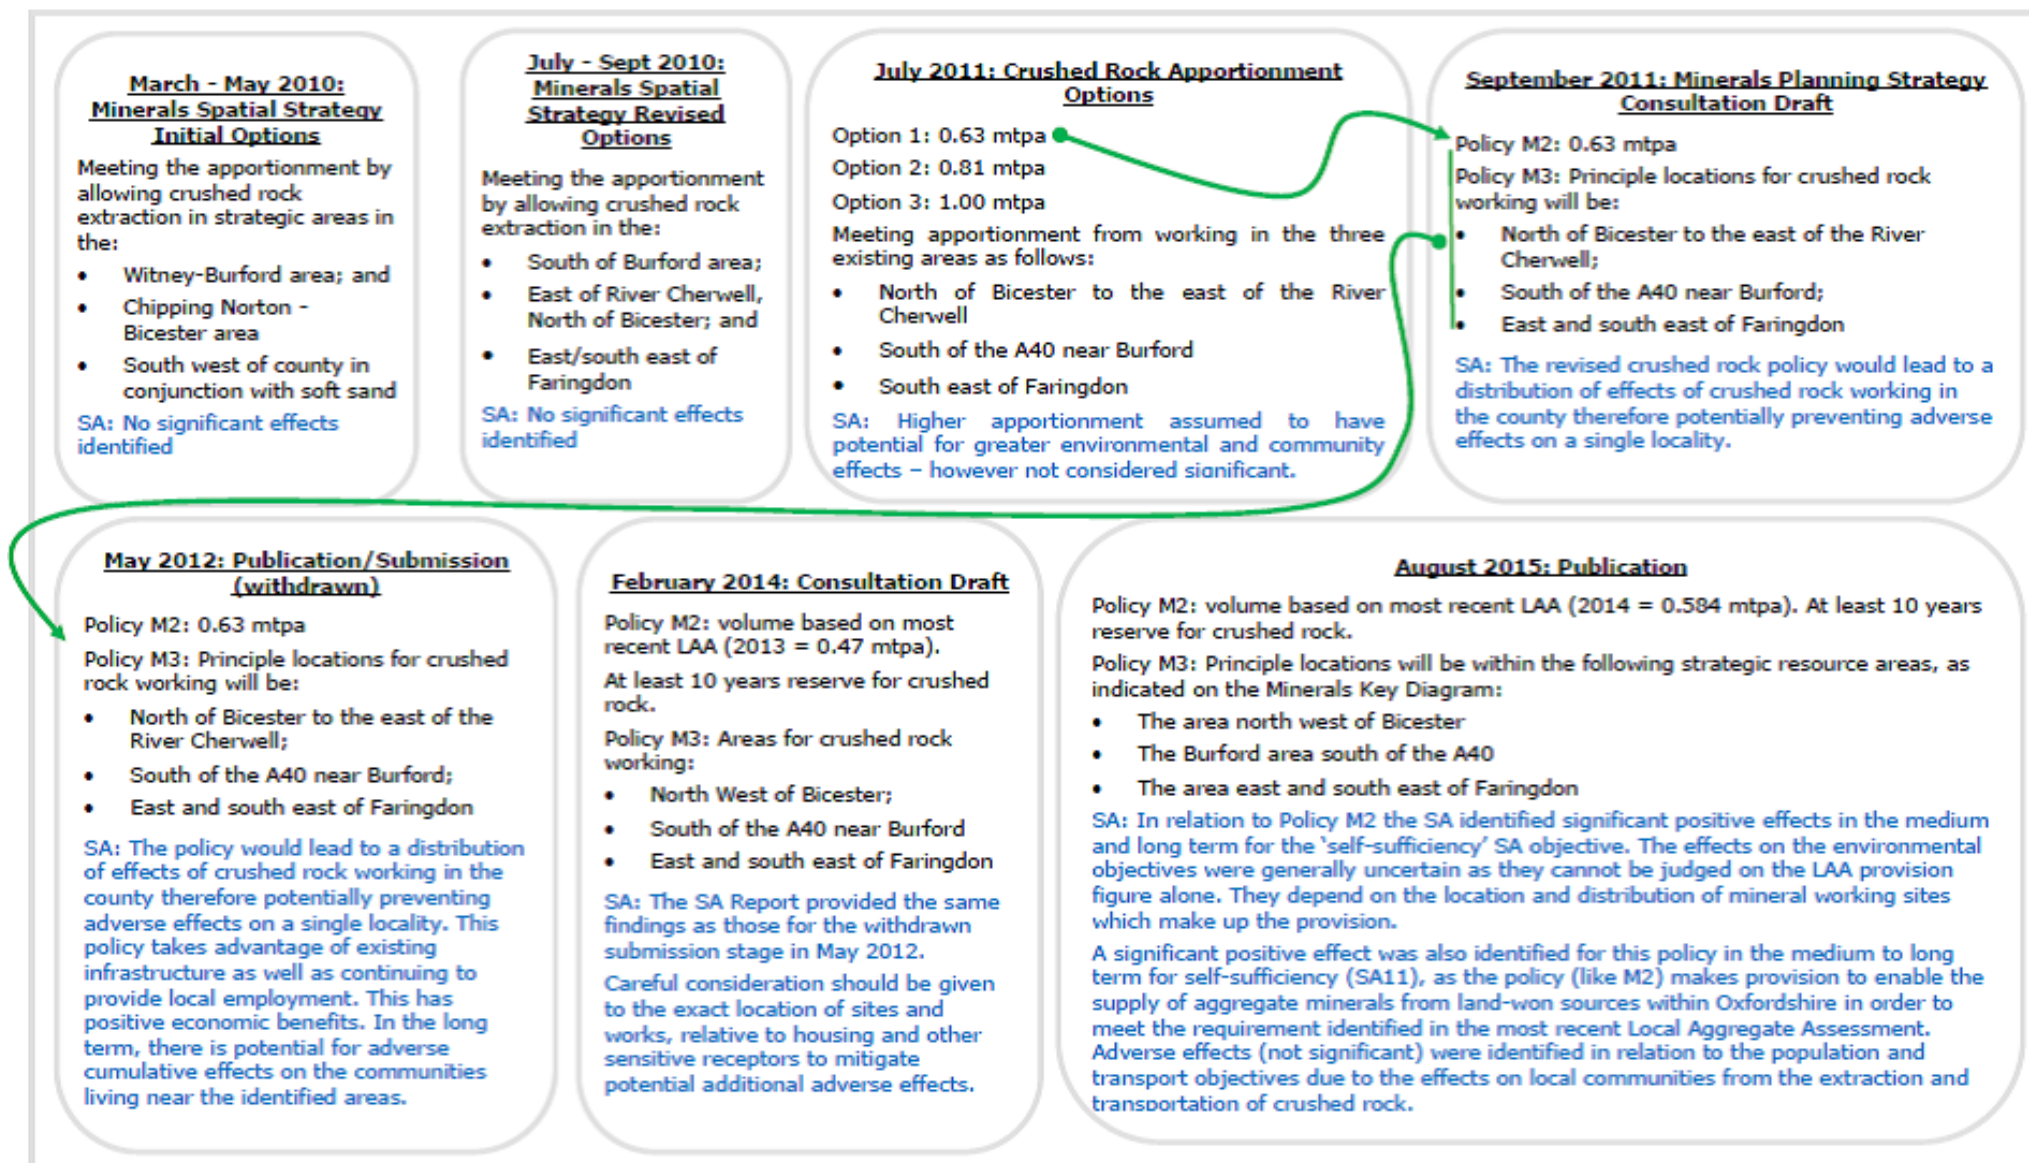 March - May 2010:
Minerals Spatial Strategy
Initial Options
Meeting the apportionment by
allowing crushed rock
extraction in strategic areas in
the:
• Witney-Burford area; and
• Chipping Norton -
Bicester area
• South west of county in
conjunction with soft sand
SA: No significant effects
identified
July - Sept 2010:
Minerals Spatial
Strategy Revised
Options
Meeting the apportionment
by allowing crushed rock
extraction in the:
• South of Burford area;
• East of River Cherwell,
North of Bicester; and
• East/south east of
Faringdon
SA: No significant effects
identified
July 2011: Crushed Rock Apportionment
Options
Option 1: 0.63 mtpa
Option 2: 0.81 mtpa
Option 3: 1.00 mtpa
Meeting apportionment from working in the three
existing areas as follows:
• North of Bicester to the east of the River
Cherwell
• South of the A40 near Burford
• South east of Faringdon
SA: Higher apportionment assumed to have
potential for greater environmental and community
effects – however not considered significant.
September 2011: Minerals Planning Strategy
Consultation Draft
Policy M2: 0.63 mtpa
Policy M3: Principle locations for crushed rock
working will be:
• North of Bicester to the east of the River
Cherwell;
• South of the A40 near Burford;
• East and south east of Faringdon
SA: The revised crushed rock policy would lead to a
distribution of effects of crushed rock working in
the county therefore potentially preventing adverse
effects on a single locality.
May 2012: Publication/Submission
(withdrawn)
Policy M2: 0.63 mtpa
Policy M3: Principle locations for crushed
rock working will be:
• North of Bicester to the east of the
River Cherwell;
• South of the A40 near Burford;
• East and south east of Faringdon
SA: The policy would lead to a distribution
of effects of crushed rock working in the
county therefore potentially preventing
adverse effects on a single locality. This
policy takes advantage of existing
infrastructure as well as continuing to
provide local employment. This has
positive economic benefits. In the long
term, there is potential for adverse
cumulative effects on the communities
living near the identified areas.
February 2014: Consultation Draft
Policy M2: volume based on most
recent LAA (2013 = 0.47 mtpa).
At least 10 years reserve for crushed
rock.
Policy M3: Areas for crushed rock
working:
• North West of Bicester;
• South of the A40 near Burford
• East and south east of Faringdon
SA: The SA Report provided the same
findings as those for the withdrawn
submission stage in May 2012.
Careful consideration should be given
to the exact location of sites and
works, relative to housing and other
sensitive receptors to mitigate
potential additional adverse effects.
August 2015: Publication
Policy M2: volume based on most recent LAA (2014 = 0.584 mtpa). At least 10 years
reserve for crushed rock.
Policy M3: Principle locations will be within the following strategic resource areas, as
indicated on the Minerals Key Diagram:
• The area north west of Bicester
• The Burford area south of the A40
• The area east and south east of Faringdon
SA: In relation to Policy M2 the SA identified significant positive effects in the medium
and long term for the ‘self-sufficiency’ SA objective. The effects on the environmental
objectives were generally uncertain as they cannot be judged on the LAA provision
figure alone. They depend on the location and distribution of mineral working sites
which make up the provision.
A significant positive effect was also identified for this policy in the medium to long
term for self-sufficiency (SA11), as the policy (like M2) makes provision to enable the
supply of aggregate minerals from land-won sources within Oxfordshire in order to
meet the requirement identified in the most recent Local Aggregate Assessment.
Adverse effects (not significant) were identified in relation to the population and
transport objectives due to the effects on local communities from the extraction and
transportation of crushed rock.